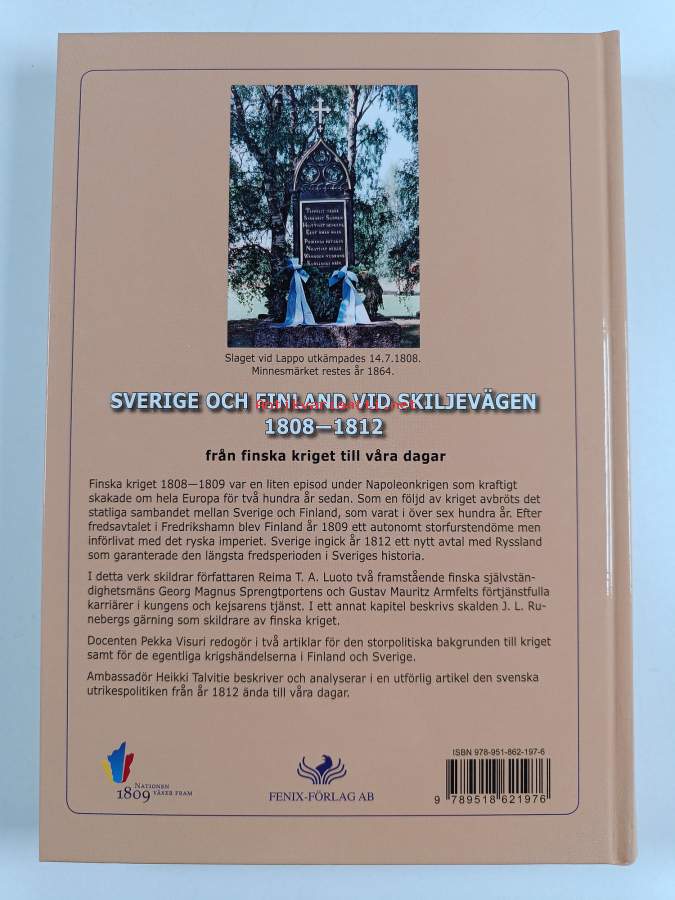 Slaget vid Lappo utkämpades 14.7.1808.
Minnesmärket restes år 1864.
SVERIGE OCH FINLAND VID SKILJEVÄGEN
1808—1812
från finska kriget till våra dagar
Finska kriget 1808—1809 var en liten episod under Napoleonkrigen som kraftigt
skakade om hela Europa för två hundra år sedan. Som en följd av kriget avbröts det
statliga sambandet mellan Sverige och Finland, som varat i över sex hundra år. Efter
fredsavtalet i Fredrikshamn blev Finland år 1809 ett autonomt storfurstendöme men
införlivat med det ryska imperiet. Sverige ingick år 1812 ett nytt avtal med Ryssland
som garanterade den längsta fredsperioden i Sveriges historia.
I detta verk skildrar författaren Reima T. A. Luoto två framstående finska självstän-
dighetsmäns Georg Magnus Sprengtportens och Gustav Mauritz Armfelts förtjänstfulla
karriärer i kungens och kejsarens tjänst. I ett annat kapitel beskrivs skalden J. L. Ru-
nebergs gärning som skildrare av finska kriget.
Docenten Pekka Visuri redogör i två artiklar för den storpolitiska bakgrunden till kriget
samt för de egentliga krigshändelserna i Finland och Sverige.
Ambassadör Heikki Talvitie beskriver och analyserar i en utförlig artikel den svenska
utrikespolitiken från år 1812 ända till våra dagar.
NATIONEN
1809 VÄXER FRAM
FENIX-FÖRLAG AB
ISBN 978-951-862-197-6
9 789518 621976